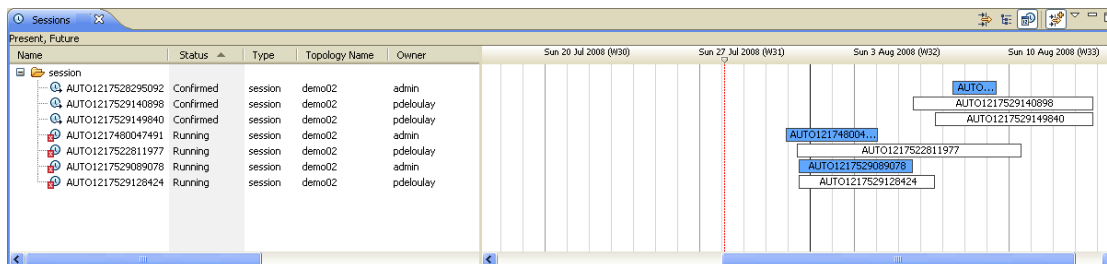 Sessions
Present, Future
Name Status Type Topology Name Owner Sun 20 Jul 2008 (W30) Sun 27 Jul 2008 (W31) Sun 3 Aug 2008 (W32) Sun 10 Aug 2008 (W33)
session
AUTO1217528295092 Confirmed session demo02 admin AUTO...
AUTO1217529140898 Confirmed session demo02 pdeloulay AUTO1217529140898
AUTO1217529149840 Confirmed session demo02 pdeloulay AUTO1217529149840
AUTO1217480047491 Running session demo02 admin AUTO121748004...
AUTO1217522811977 Running session demo02 pdeloulay AUTO1217522811977
AUTO1217529089078 Running session demo02 admin AUTO1217529089078
AUTO1217529128424 Running session demo02 pdeloulay AUTO1217529128424